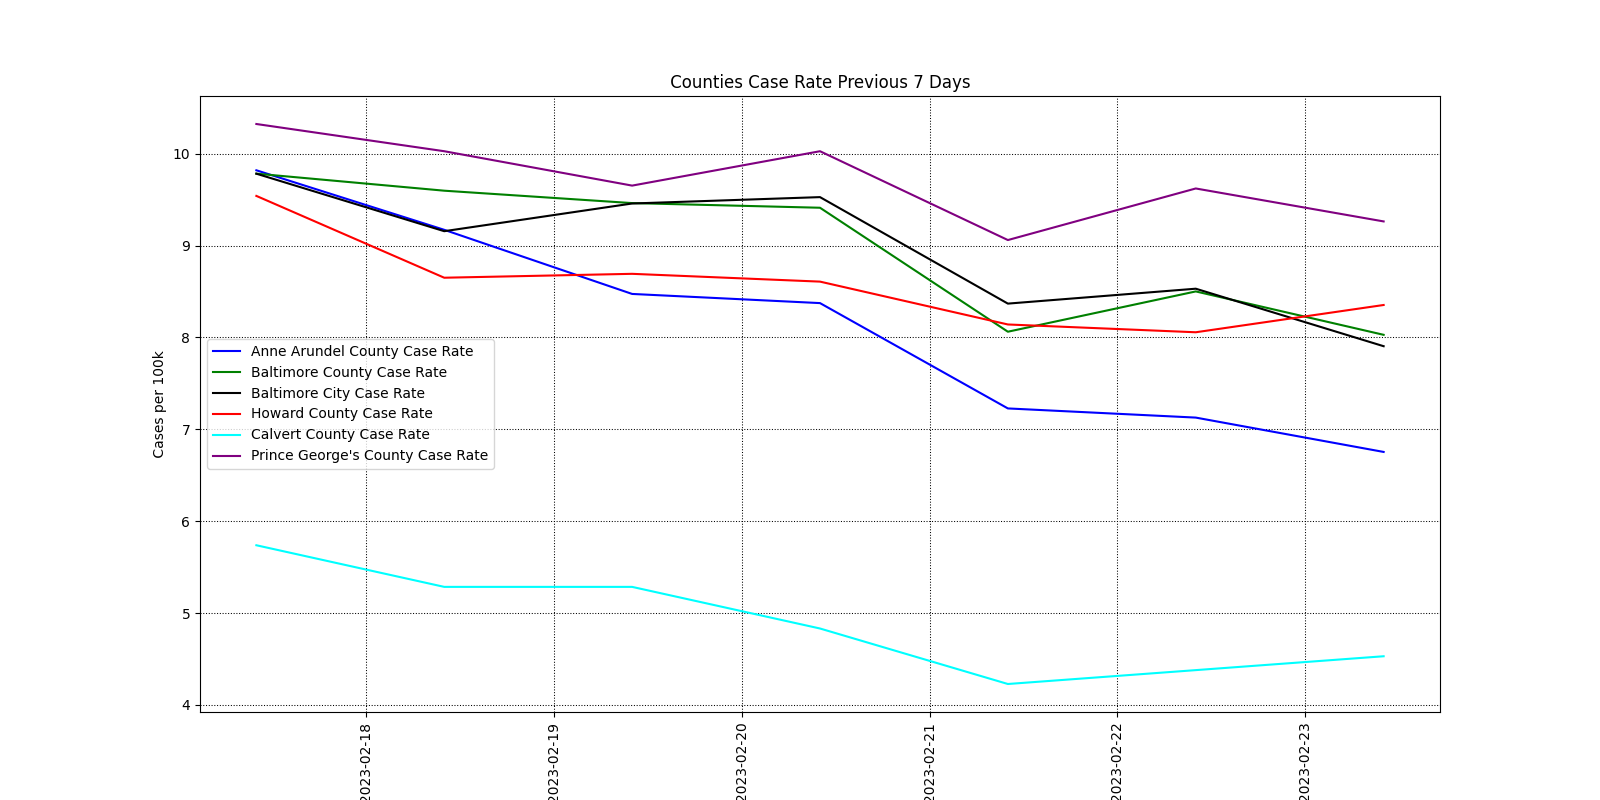 Counties Case Rate Previous 7 Days
Cases per 100k
10
9
8
7
6
5
4
Anne Arundel County Case Rate
Baltimore County Case Rate
Baltimore City Case Rate
Howard County Case Rate
Calvert County Case Rate
Prince George's County Case Rate
2023-02-18
2023-02-19
2023-02-20
2023-02-21
2023-02-22
2023-02-23